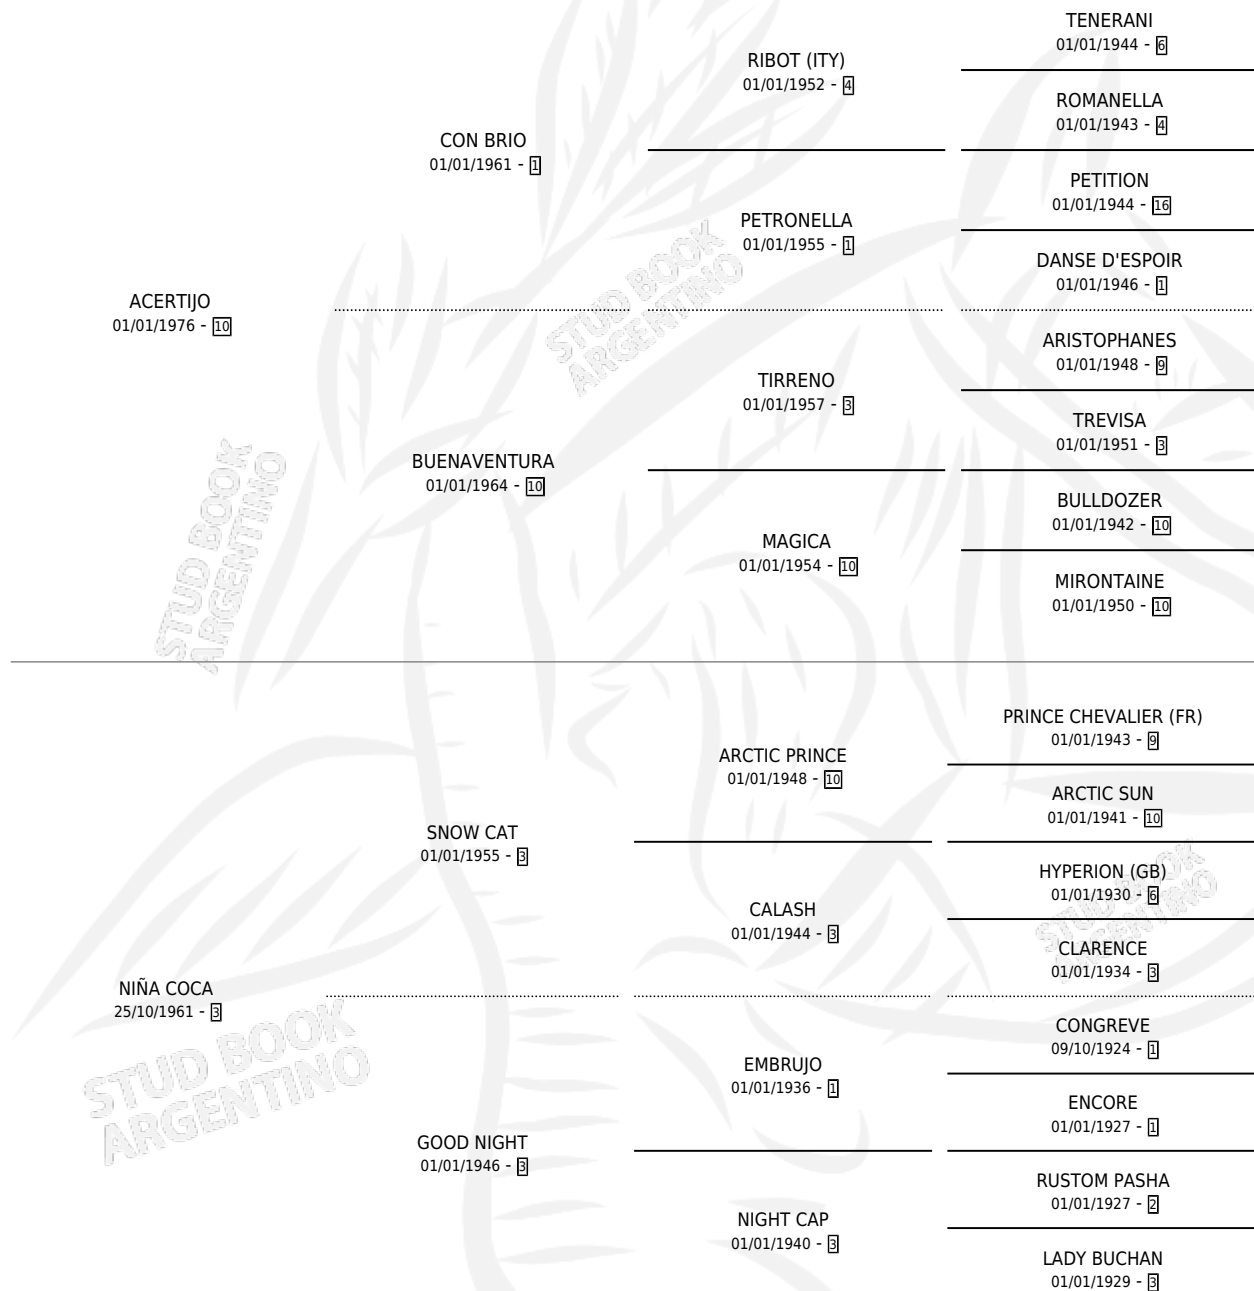 TENERANI
01/01/1944 - 6
RIBOT (ITY)
01/01/1952 - 4
ROMANELLA
01/01/1943 - 4
CON BRIO
01/01/1961 - 1
PETITION
01/01/1944 - 16
PETRONELLA
01/01/1955 - 1
DANSE D'ESPOIR
01/01/1946 - 1
ACERTIJO
01/01/1976 - 10
STUD BOOK
ARGENTINO
ARISTOPHANES
01/01/1948 - 9
TIRRENO
01/01/1957 - 3
TREVISA
01/01/1951 - 3
BUENAVENTURA
01/01/1964 - 10
BULLDOZER
01/01/1942 - 10
MAGICA
01/01/1954 - 10
MIRONTAINE
01/01/1950 - 10
STUD BOOK
ARGENTINO
PRINCE CHEVALIER (FR)
01/01/1943 - 9
ARCTIC PRINCE
01/01/1948 - 10
ARCTIC SUN
01/01/1941 - 10
SNOW CAT
01/01/1955 - 3
HYPERION (GB)
01/01/1930 - 6
CALASH
01/01/1944 - 3
STUD BOOK
ARGENTINO
CLARENCE
01/01/1934 - 3
NIÑA COCA
25/10/1961 - 3
STUD BOOK
ARGENTINO
CONGREVE
09/10/1924 - 1
EMBRUJO
01/01/1936 - 1
ENCORE
01/01/1927 - 1
GOOD NIGHT
01/01/1946 - 3
RUSTOM PASHA
01/01/1927 - 2
NIGHT CAP
01/01/1940 - 3
LADY BUCHAN
01/01/1929 - 3